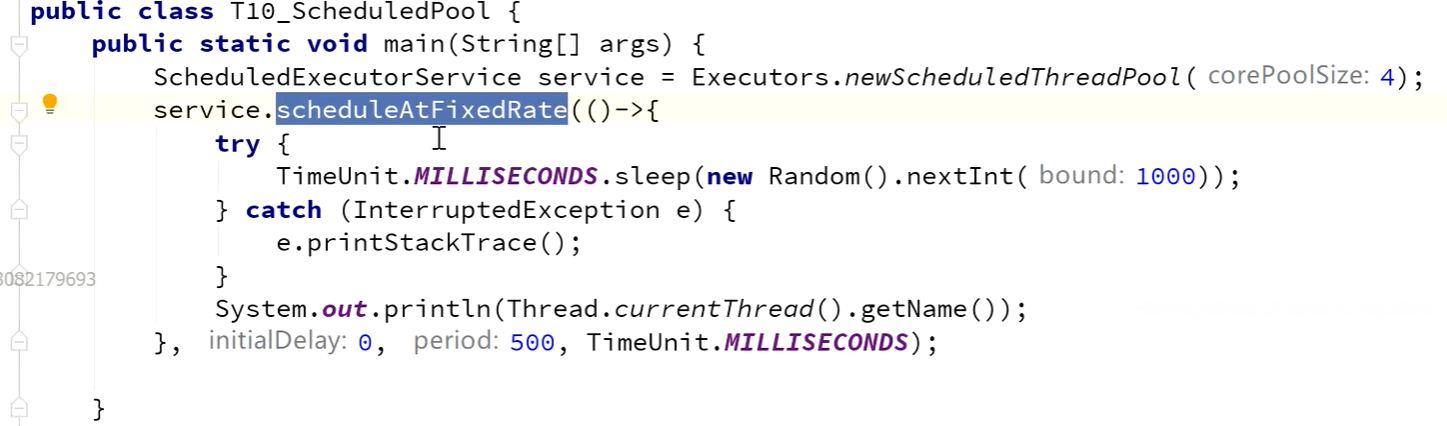 public class T10_ScheduledPool {
public static void main(String[] args) {
ScheduledExecutorService service = Executors.newScheduledThreadPool( corePoolSize: 4);
service.scheduleAtFixedRate(()->{
try {
TimeUnit.MILLISECONDS.sleep(new Random().nextInt( bound: 1000));
} catch (InterruptedException e) {
e.printStackTrace();
}
3082179693
System.out.println(Thread.currentThread().getName());
}, initialDelay: 0, period: 500, TimeUnit.MILLISECONDS);
}